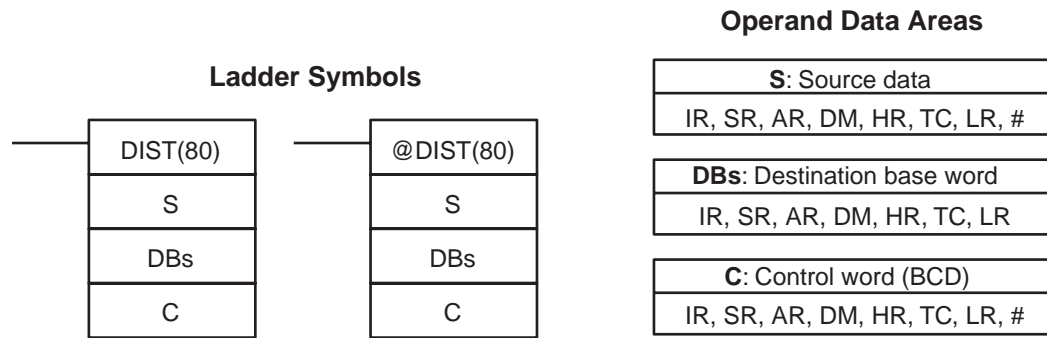 Ladder Symbols
DIST(80)
S
DBs
C
@DIST(80)
S
DBs
C
Operand Data Areas
S: Source data
IR, SR, AR, DM, HR, TC, LR, #
DBs: Destination base word
IR, SR, AR, DM, HR, TC, LR
C: Control word (BCD)
IR, SR, AR, DM, HR, TC, LR, #